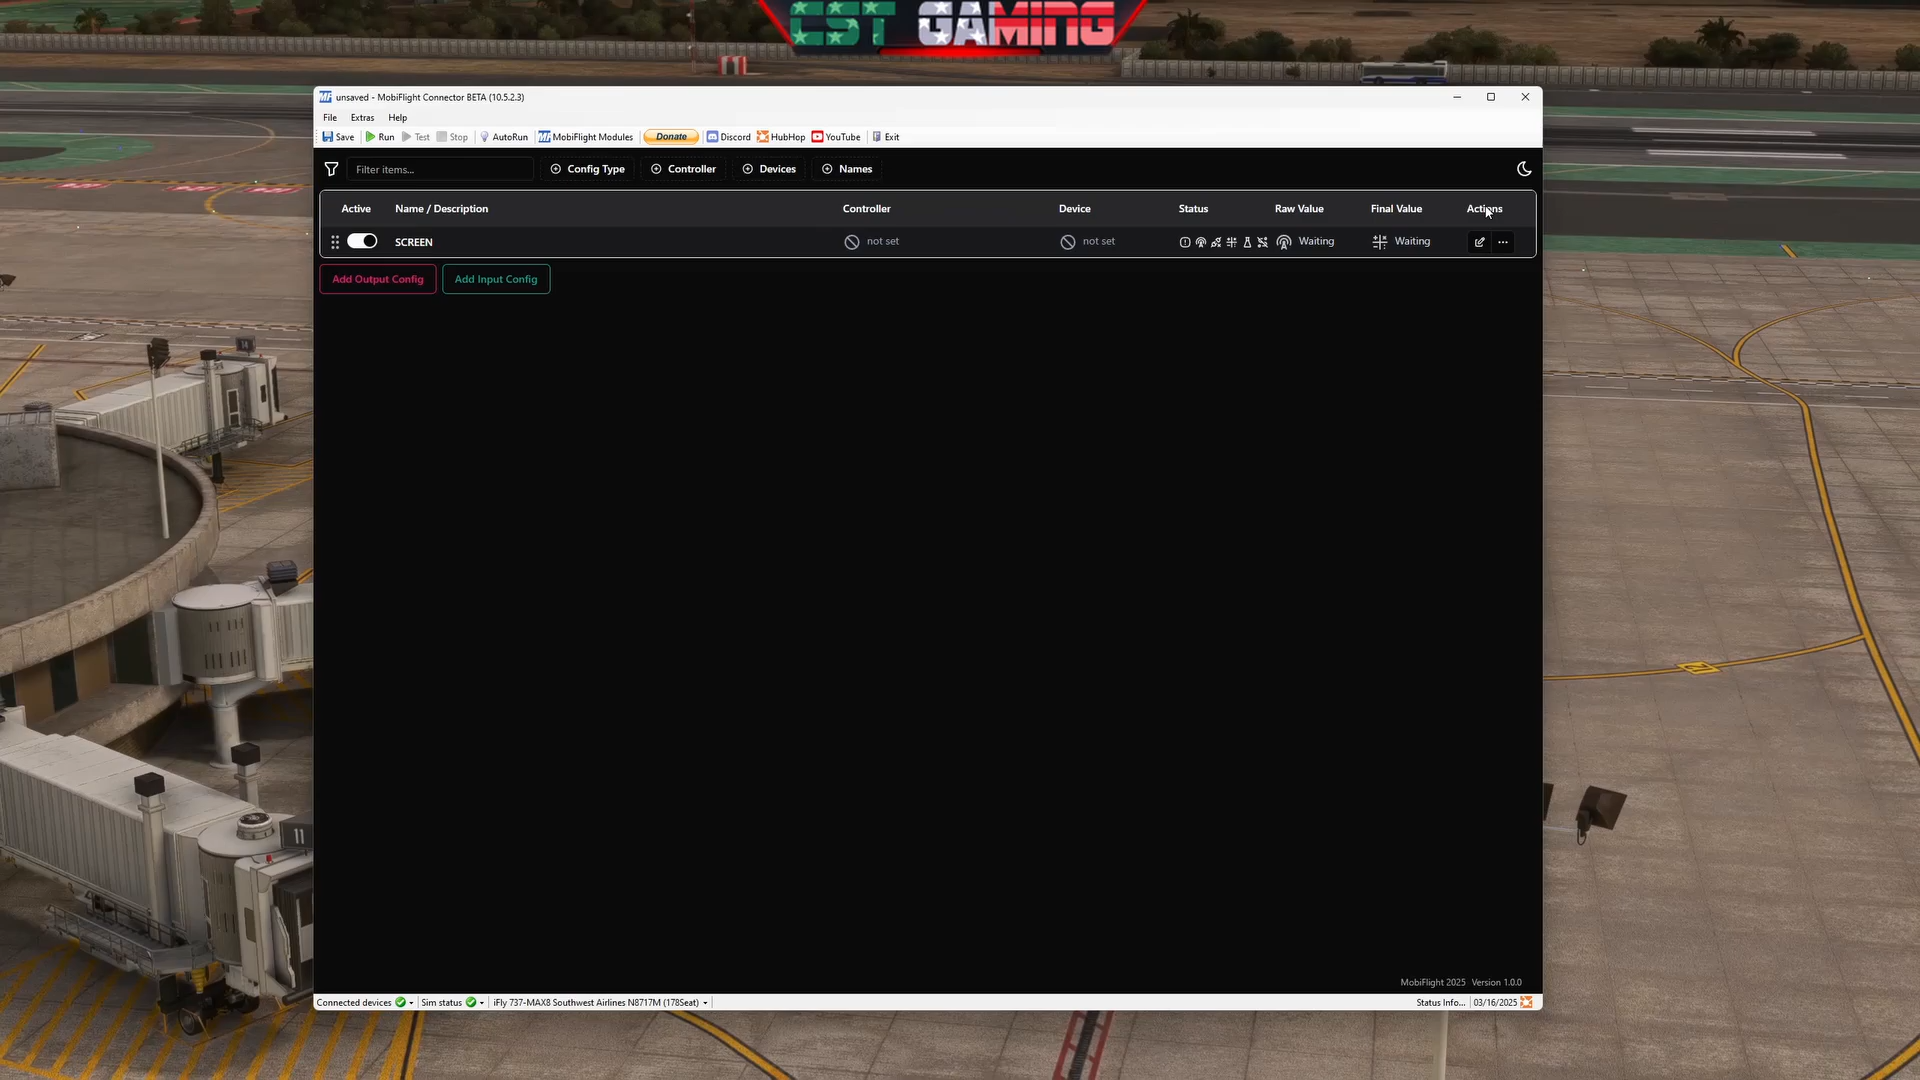 CST GAMING
unsaved - MobiFlight Connector BETA (10.5.2.3)
File Extras Help
Save Run Test Stop AutoRun MobiFlight Modules Donate Discord HubHop YouTube Exit
Filter items... Config Type Controller Devices Names
Active Name / Description Controller Device Status Raw Value Final Value Actions
SCREEN not set not set Waiting Waiting
Add Output Config Add Input Config
14
11
MobiFlight 2025 Version 1.0.0
Connected devices Sim status iFly 737-MAX8 Southwest Airlines N8717M (178Seat) Status Info... 03/16/2025